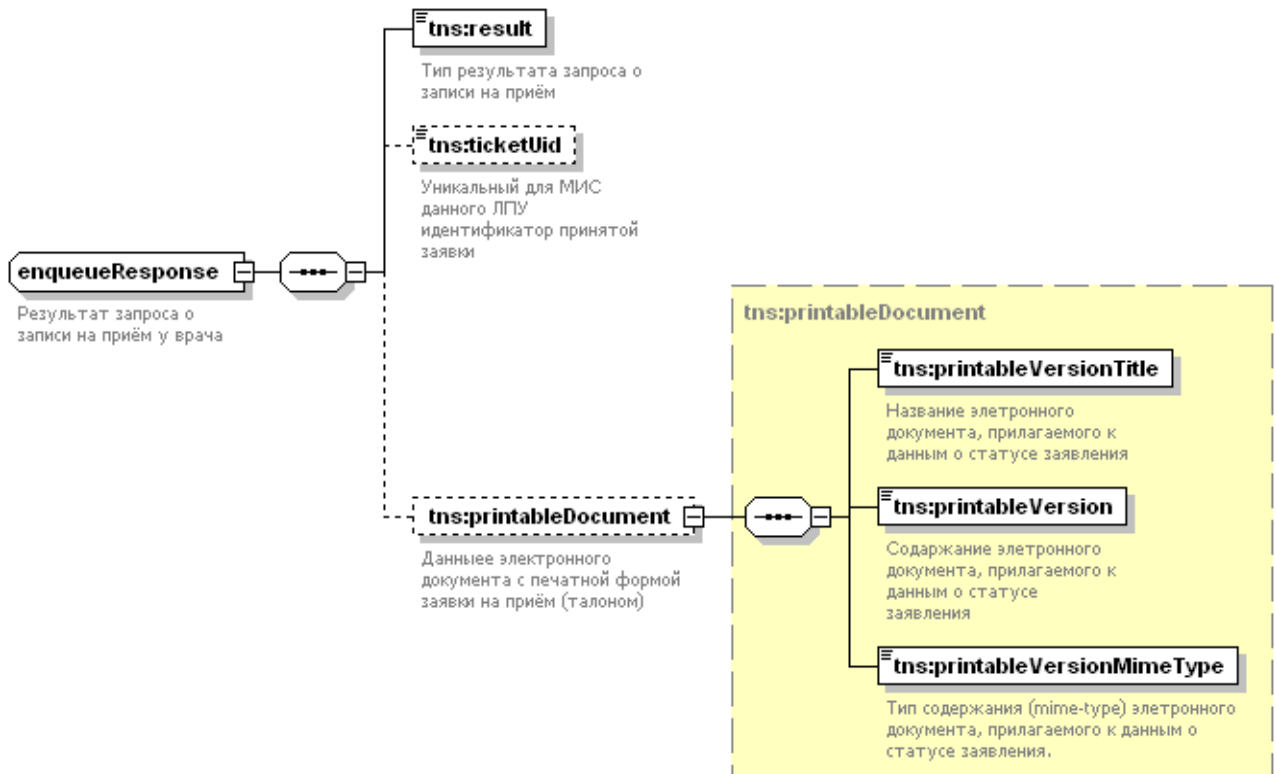 tns:result
Тип результата запроса о
записи на приём
tns:ticketUid
Уникальный для МИС
данного ЛПУ
идентификатор принятой
заявки
enqueueResponse
Результат запроса о
записи на приём у врача
tns:printableDocument
tns:printableVersionTitle
Название элетронного
документа, прилагаемого к
данным о статусе заявления
tns:printableVersion
Содаржание элетронного
документа, прилагаемого к
данным о статусе
заявления
tns:printableDocument
Данныее электронного
документа с печатной формой
заявки на приём (талоном)
tns:printableVersionMimeType
Тип содержания (mime-type) элетронного
документа, прилагаемого к данным о
статусе заявления.